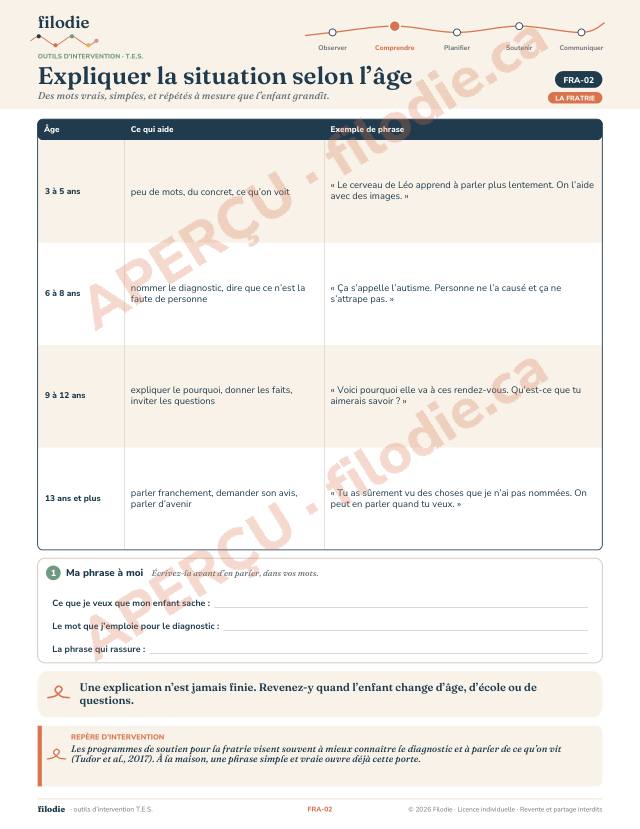 filodie
OUTILS D'INTERVENTION · T.E.S.
Observer
Comprendre
Planifier
Soutenir
Communiquer
Expliquer la situation selon l'âge
Des mots vrais, simples, et répétés à mesure que l'enfant grandit.
FRA-02
LA FRATRIE
Âge
Ce qui aide
Exemple de phrase
3 à 5 ans
peu de mots, du concret, ce qu'on voit
« Le cerveau de Léo apprend à parler plus lentement. On l'aide
avec des images. »
6 à 8 ans
nommer le diagnostic, dire que ce n'est la
faute de personne
« Ça s'appelle l'autisme. Personne ne l'a causé et ça ne
s'attrape pas. »
9 à 12 ans
expliquer le pourquoi, donner les faits,
inviter les questions
« Voici pourquoi elle va à ces rendez-vous. Qu'est-ce que tu
aimerais savoir ? »
13 ans et plus
parler franchement, demander son avis,
parler d'avenir
« Tu as sûrement vu des choses que je n'ai pas nommées. On
peut en parler quand tu veux. »
APERÇU · filodie.ca
APERÇU · filodie.ca
1 Ma phrase à moi Écrivez-la avant d'en parler, dans vos mots.
Ce que je veux que mon enfant sache :
Le mot que j'emploie pour le diagnostic :
La phrase qui rassure :
Une explication n'est jamais finie. Revenez-y quand l'enfant change d'âge, d'école ou de
questions.
REPÈRE D'INTERVENTION
Les programmes de soutien pour la fratrie visent souvent à mieux connaître le diagnostic et à parler de ce qu'on vit
(Tudor et al., 2017). À la maison, une phrase simple et vraie ouvre déjà cette porte.
filodie · outils d'intervention T.E.S.
FRA-02
© 2026 Filodie · Licence individuelle · Revente et partage interdits